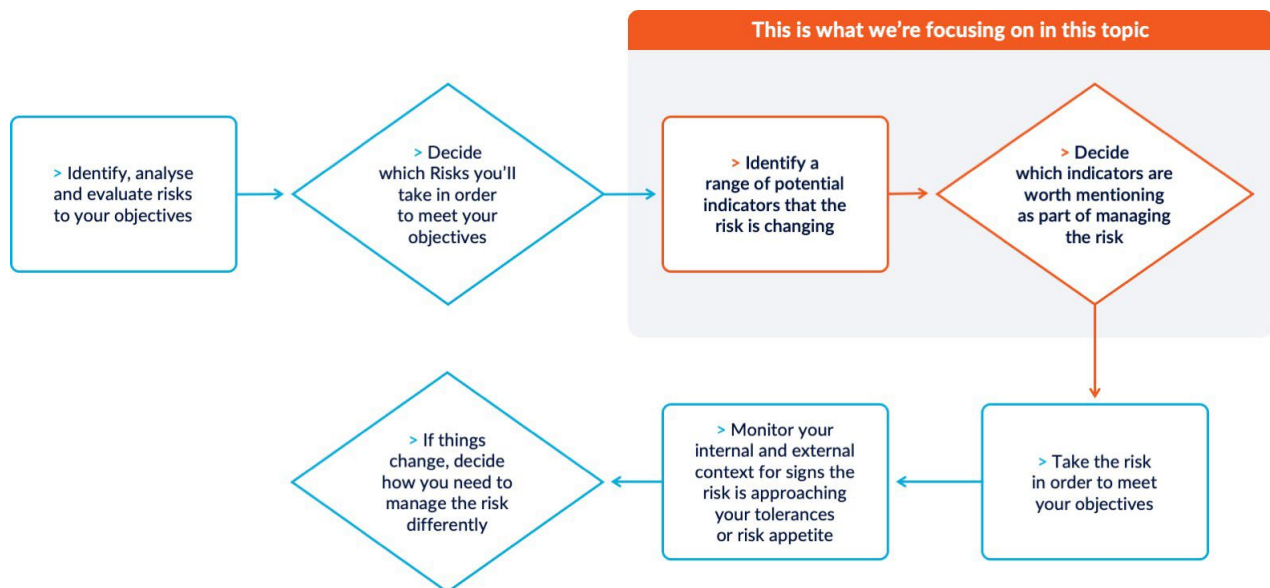 This is what we're focusing on in this topic
> Identify, analyse
and evaluate risks
to your objectives
> Decide
which Risks you'll
take in order
to meet your
objectives
> Identify a
range of potential
indicators that the
risk is changing
> Decide
which indicators are
worth mentioning
as part of managing
the risk
> Take the risk
in order to meet
your objectives
> Monitor your
internal and external
context for signs the
risk is approaching
your tolerances
or risk appetite
> If things
change, decide
how you need to
manage the risk
differently